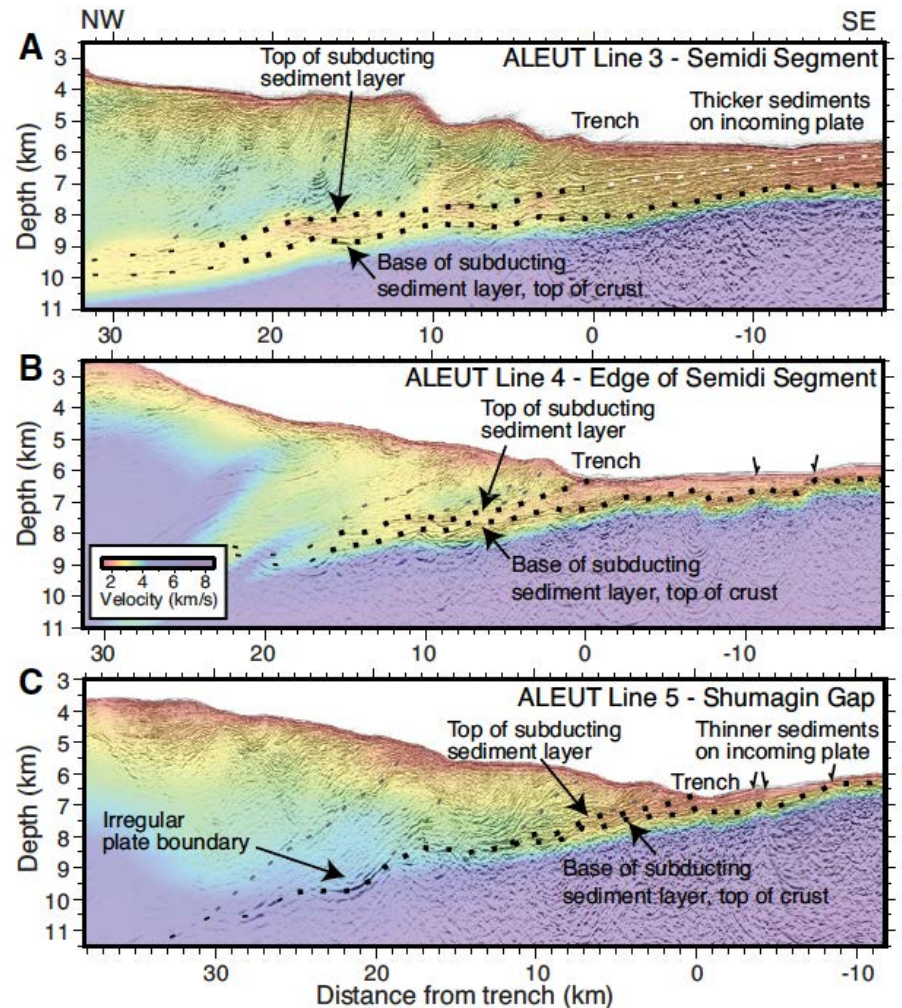 NW
SE
A
ALEUT Line 3 - Semidi Segment
Top of subducting
sediment layer
Trench
Thicker sediments
on incoming plate
Base of subducting
sediment layer, top of crust
Depth (km)
3
4
5
6
7
8
9
10
11
30
20
10
0
-10
B
ALEUT Line 4 - Edge of Semidi Segment
Top of subducting
sediment layer
Trench
Base of subducting
sediment layer, top of crust
2 4 6 8
Velocity (km/s)
Depth (km)
3
4
5
6
7
8
9
10
11
30
20
10
0
-10
C
ALEUT Line 5 - Shumagin Gap
Top of subducting
sediment layer
Thinner sediments
on incoming plate
Trench
Irregular
plate boundary
Base of subducting
sediment layer, top of crust
Depth (km)
3
4
5
6
7
8
9
10
11
30
20
10
0
-10
Distance from trench (km)